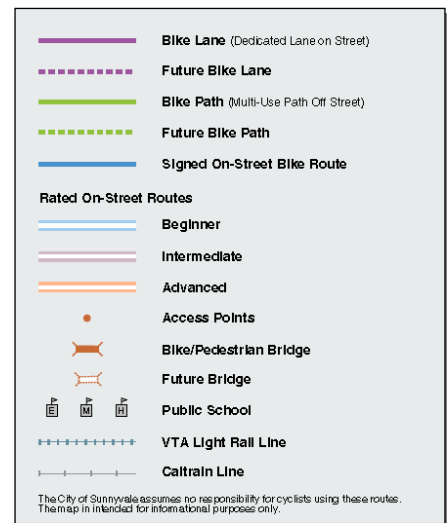 Bike Lane (Dedicated Lane on Street)
Future Bike Lane
Bike Path (Multi-Use Path Off Street)
Future Bike Path
Signed On-Street Bike Route
Rated On-Street Routes
Beginner
Intermediate
Advanced
Access Points
Bike/Pedestrian Bridge
Future Bridge
E M H Public School
VTA Light Rail Line
Caltrain Line
The City of Sunnyvale assumes no responsibility for cyclists using these routes.
The map in intended for informational purposes only.